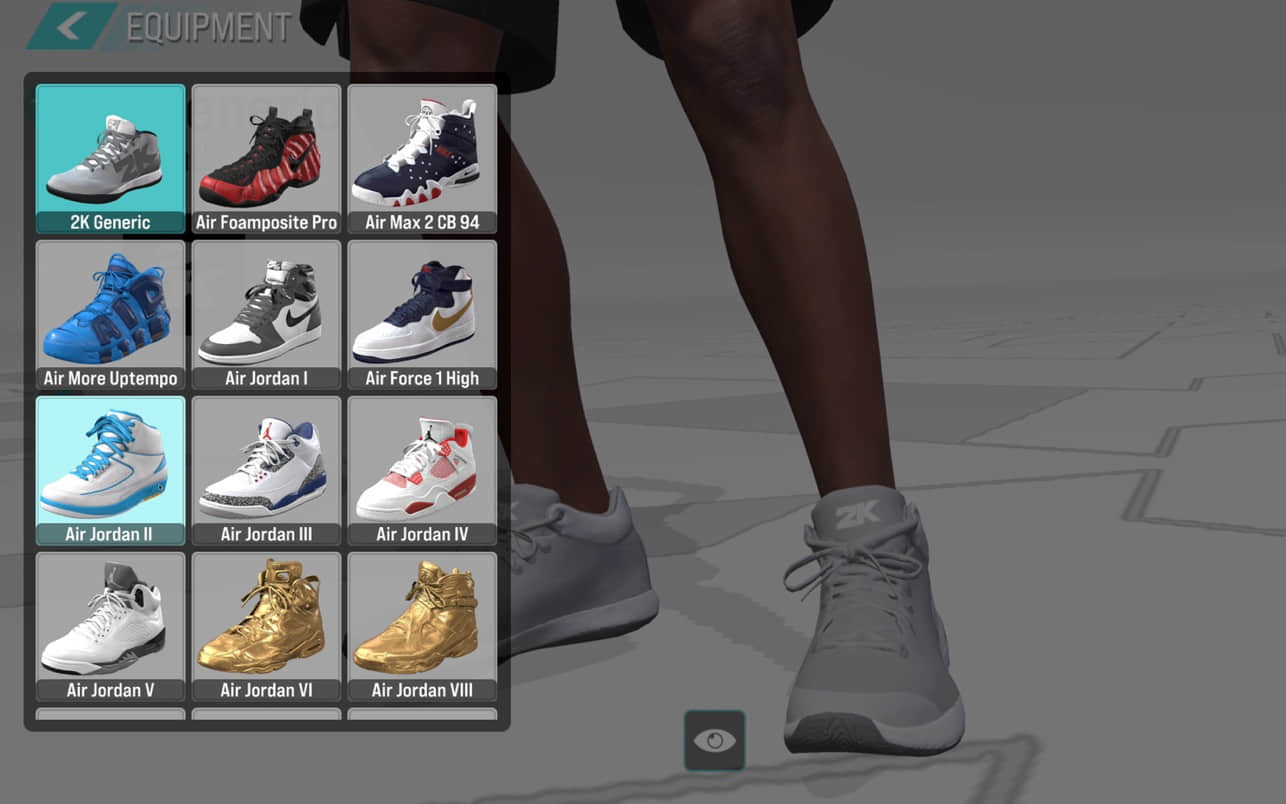 EQUIPMENT
2K Generic
Air Foamposite Pro
Air Max 2 CB 94
Air More Uptempo
Air Jordan I
Air Force 1 High
Air Jordan II
Air Jordan III
Air Jordan IV
Air Jordan V
Air Jordan VI
Air Jordan VIII
2K